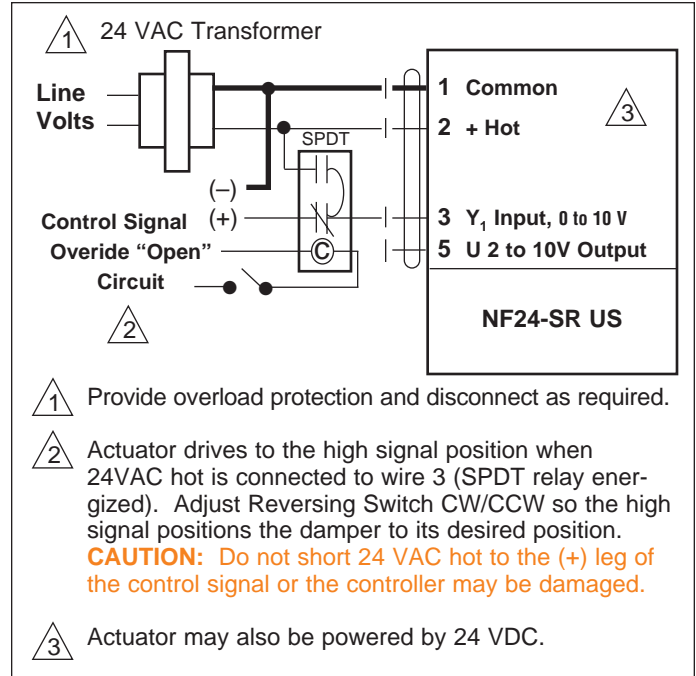 1 24 VAC Transformer
Line
Volts
1 Common
3
2 + Hot
SPDT
(–)
Control Signal (+)
3 Y₁ Input, 0 to 10 V
Overide “Open”
C
5 U 2 to 10V Output
Circuit
2
NF24-SR US
1 Provide overload protection and disconnect as required.
2 Actuator drives to the high signal position when
24VAC hot is connected to wire 3 (SPDT relay ener-
gized). Adjust Reversing Switch CW/CCW so the high
signal positions the damper to its desired position.
CAUTION: Do not short 24 VAC hot to the (+) leg of
the control signal or the controller may be damaged.
3 Actuator may also be powered by 24 VDC.